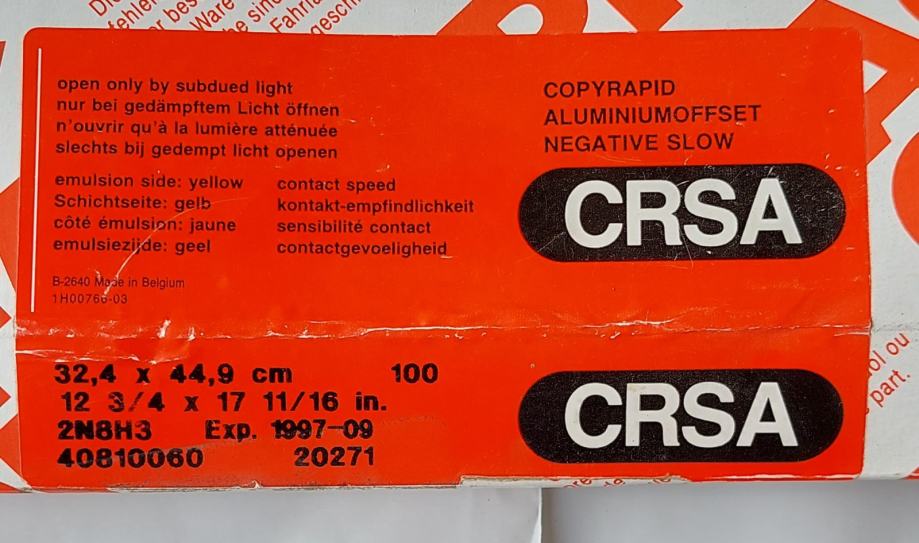 open only by subdued light
nur bei gedämpftem Licht öffnen
n'ouvrir qu'à la lumière atténuée
slechts bij gedempt licht openen
emulsion side: yellow
Schichtseite: gelb
côté émulsion: jaune
emulsiezijde: geel
contact speed
kontakt-empfindlichkeit
sensibilité contact
contactgevoeligheid
B-2640 Made in Belgium
1H00766-03
COPYRAPID
ALUMINIUMOFFSET
NEGATIVE SLOW
CRSA
32,4 x 44,9 cm 100
12 3/4 x 17 11/16 in.
2N8H3 Exp. 1997-09
40810060 20271
CRSA
Ware
part.